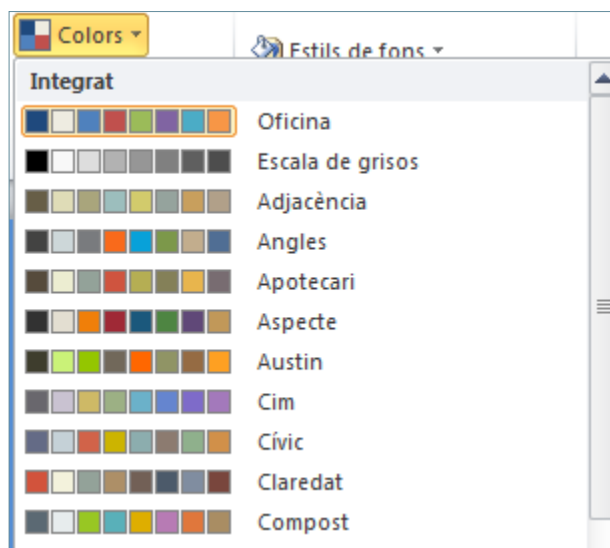 Colors
Estils de fons
Integrat
Oficina
Escala de grisos
Adjacència
Angles
Apotecari
Aspecte
Austin
Cim
Cívic
Claredat
Compost